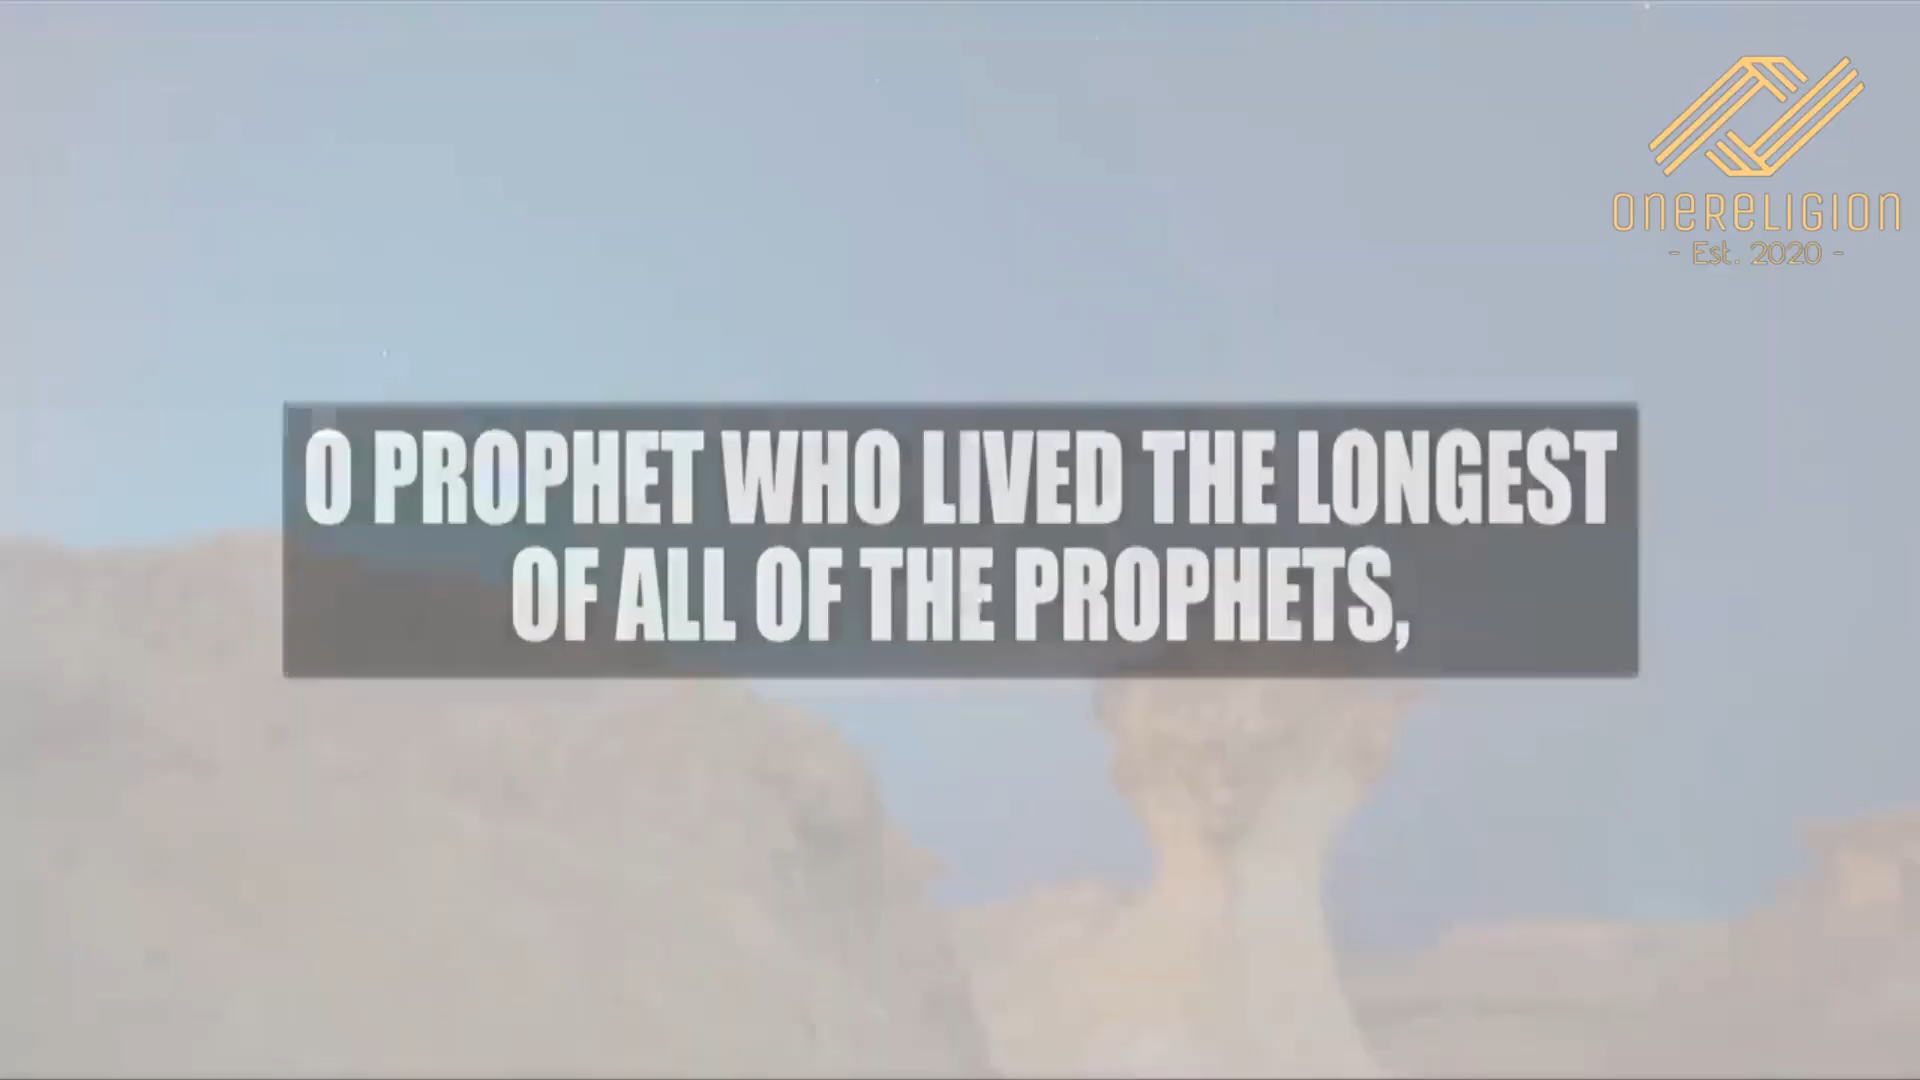 ONERELIGION
- Est. 2020 -
O PROPHET WHO LIVED THE LONGEST
OF ALL OF THE PROPHETS,